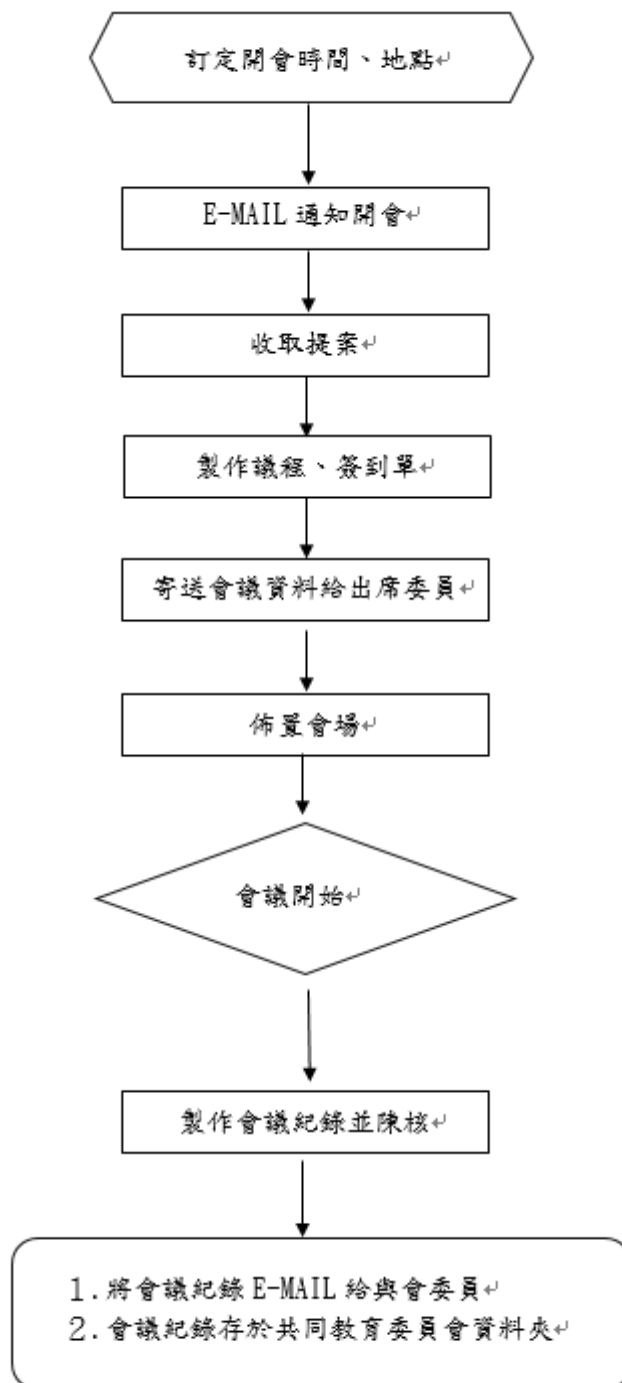 訂定開會時間、地點↵
E-MAIL 通知開會↵
收取提案↵
製作議程、簽到單↵
寄送會議資料給出席委員↵
佈置會場↵
會議開始↵
製作會議紀錄並陳核↵
1.將會議紀錄 E-MAIL 給與會委員↵
2.會議紀錄存於共同教育委員會資料夾↵